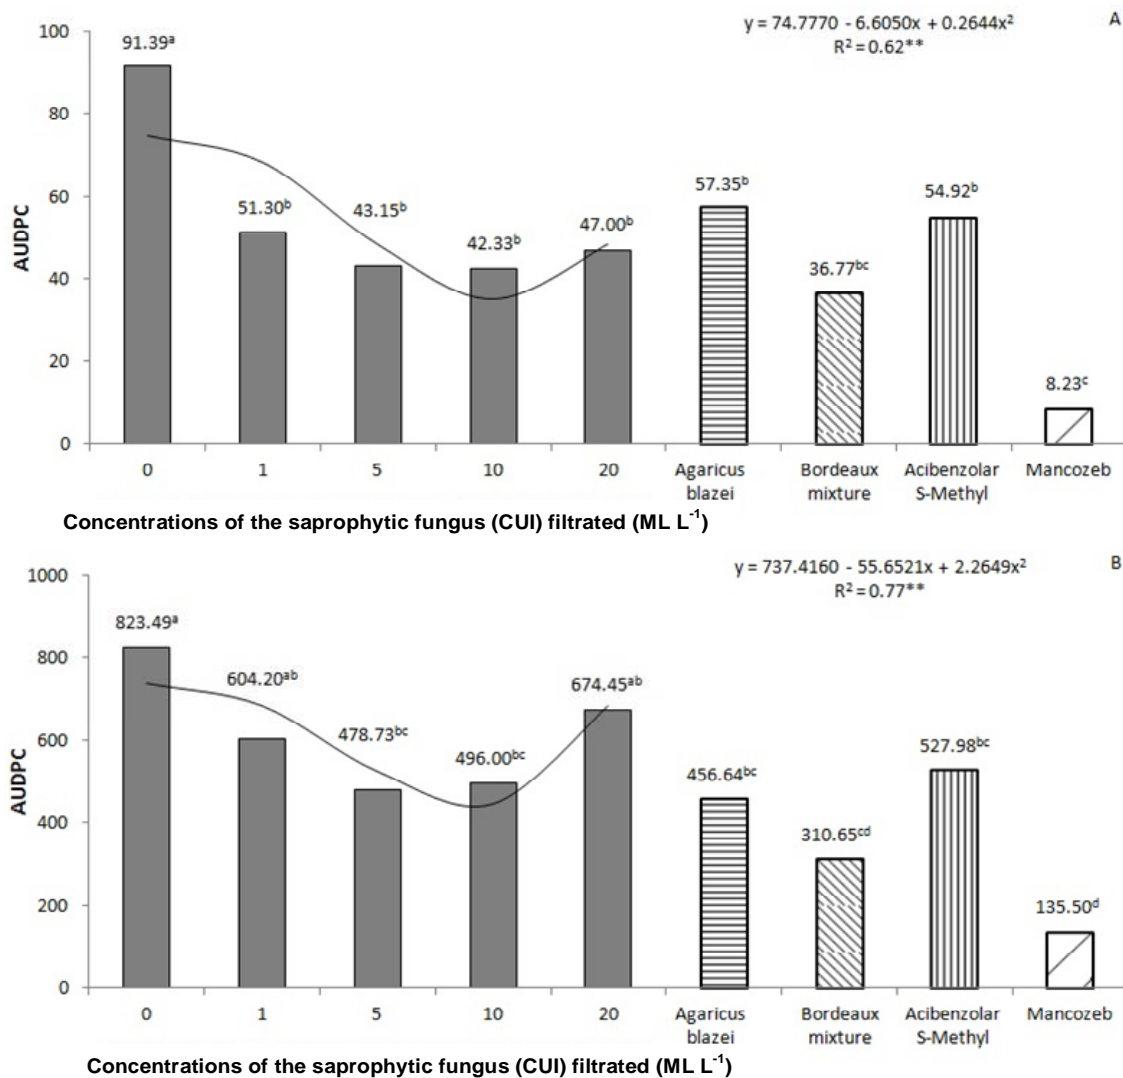 y = 74.7770 - 6.6050x + 0.2644x²
A
R² = 0.62**
100
80
60
40
20
0
AUDPC
91.39ᵃ
51.30ᵇ
43.15ᵇ
42.33ᵇ
47.00ᵇ
57.35ᵇ
36.77ᵇᶜ
54.92ᵇ
8.23ᶜ
0 1 5 10 20 Agaricus Bordeaux Acibenzolar Mancozeb
blazei mixture S-Methyl
Concentrations of the saprophytic fungus (CUI) filtrated (ML L⁻¹)
y = 737.4160 - 55.6521x + 2.2649x²
B
R² = 0.77**
1000
800
600
400
200
0
AUDPC
823.49ᵃ
604.20ᵃᵇ
478.73ᵇᶜ
496.00ᵇᶜ
674.45ᵃᵇ
456.64ᵇᶜ
310.65ᶜᵈ
527.98ᵇᶜ
135.50ᵈ
0 1 5 10 20 Agaricus Bordeaux Acibenzolar Mancozeb
blazei mixture S-Methyl
Concentrations of the saprophytic fungus (CUI) filtrated (ML L⁻¹)